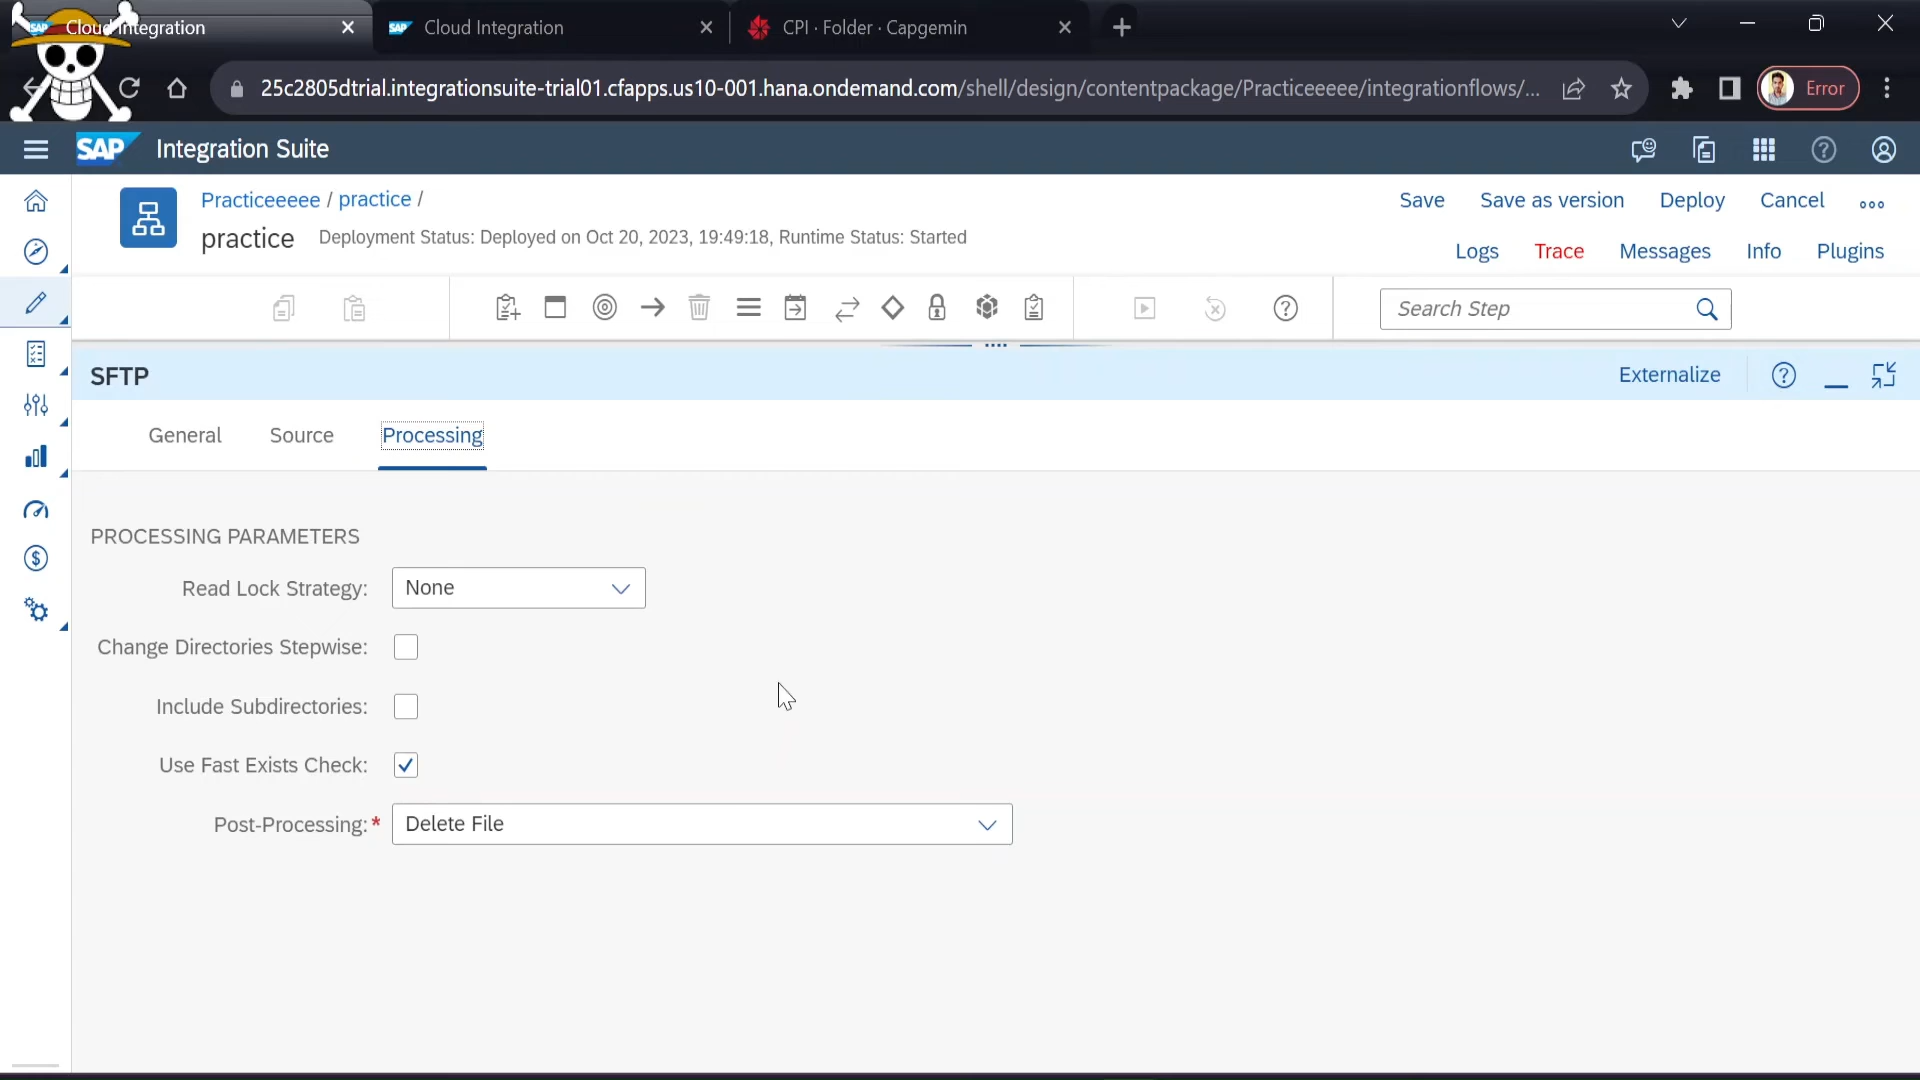 Cloud Integration
Cloud Integration
CPI · Folder · Capgemin
25c2805dtrial.integrationsuite-trial01.cfapps.us10-001.hana.ondemand.com/shell/design/contentpackage/Practiceeeee/integrationflows/...
Error
SAP Integration Suite
Practiceeeee / practice /
Save Save as version Deploy Cancel
practice Deployment Status: Deployed on Oct 20, 2023, 19:49:18, Runtime Status: Started
Logs Trace Messages Info Plugins
Search Step
SFTP
Externalize
General Source Processing
PROCESSING PARAMETERS
Read Lock Strategy: None
Change Directories Stepwise:
Include Subdirectories:
Use Fast Exists Check:
Post-Processing:* Delete File